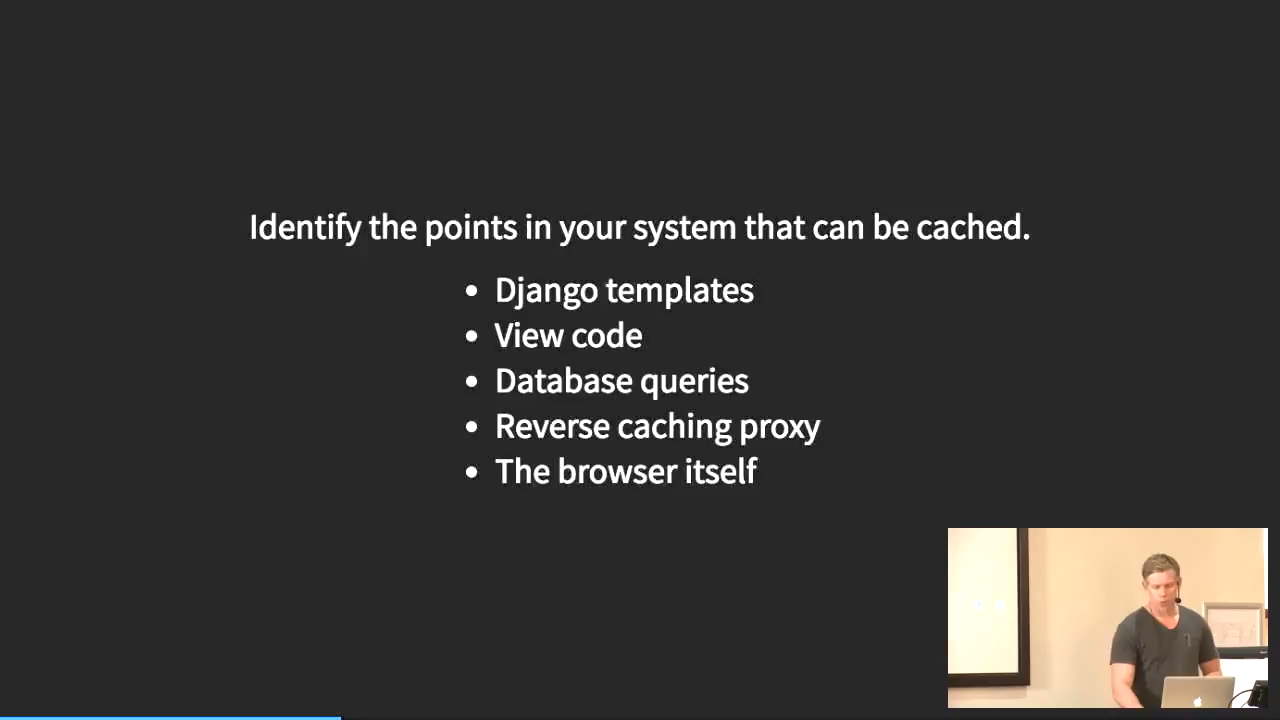 Identify the points in your system that can be cached.
Django templates
View code
Database queries
Reverse caching proxy
The browser itself